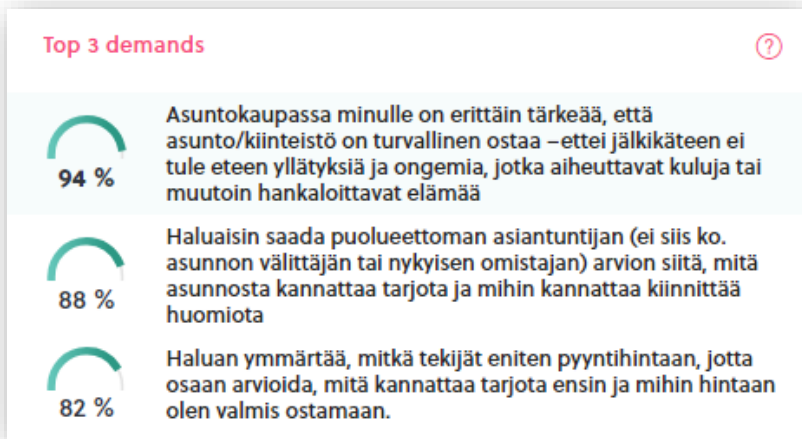 Top 3 demands
?
94 %
Asuntokaupassa minulle on erittäin tärkeää, että
asunto/kiinteistö on turvallinen ostaa –ettei jälkikäteen ei
tule eteen yllätyksiä ja ongemia, jotka aiheuttavat kuluja tai
muutoin hankaloittavat elämää
88 %
Haluaisin saada puolueettoman asiantuntijan (ei siis ko.
asunnon välittäjän tai nykyisen omistajan) arvion siitä, mitä
asunnosta kannattaa tarjota ja mihin kannattaa kiinnittää
huomiota
82 %
Haluan ymmärtää, mitkä tekijät eniten pyyntihintaan, jotta
osaan arvioida, mitä kannattaa tarjota ensin ja mihin hintaan
olen valmis ostamaan.